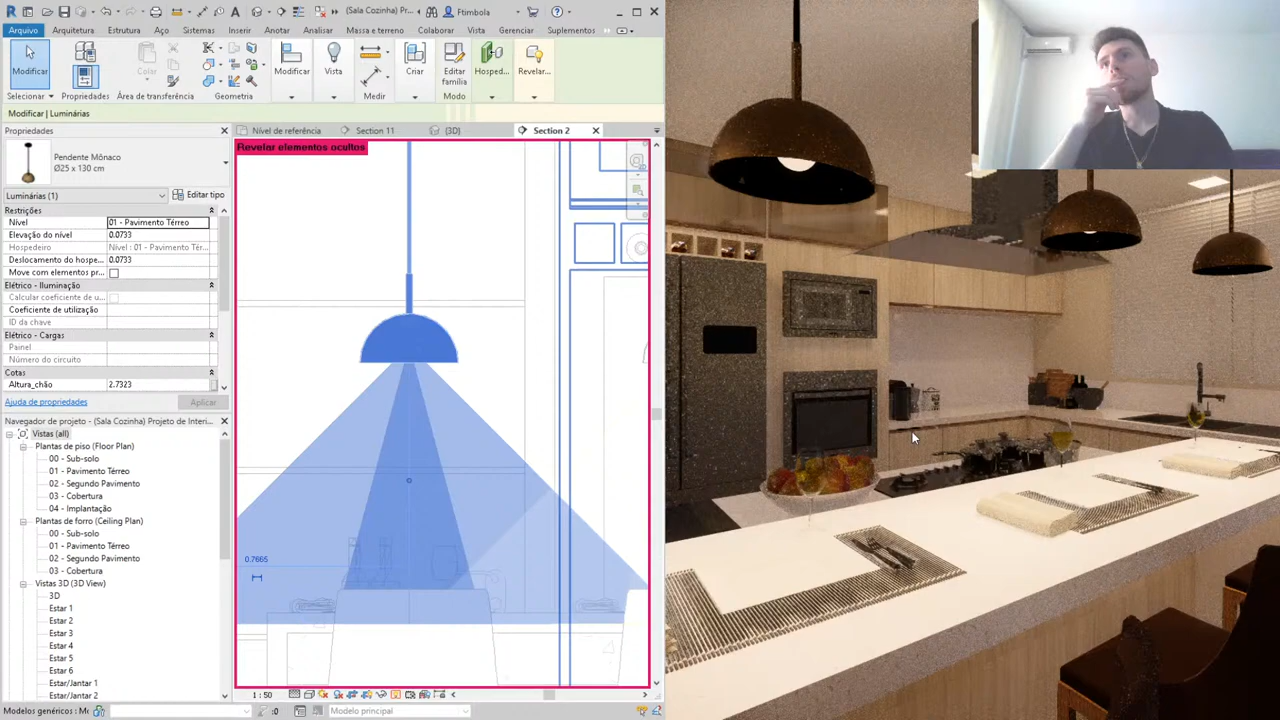 (Sala Cozinha) Pr...
Ftimbola
Arquivo Arquitetura Estrutura Aço Sistemas Inserir Anotar Analisar Massa e terreno Colaborar Vista Gerenciar Suplementos
Modificar
Propriedades
Colar
Modificar
Vista
Criar
Editar família
Hosped...
Revelar...
Selecionar
Propriedades
Área de transferência
Geometria
Medir
Modo
Modificar | Luminárias
Propriedades
Nível de referência
Section 11
(3D)
Section 2
Revelar elementos ocultos
Pendente Mônaco
Ø25 x 130 cm
Luminárias (1)
Editar tipo
Restrições
Nível 01 - Pavimento Térreo
Elevação do nível 0.0733
Hospedeiro Nível : 01 - Pavimento Tér...
Deslocamento do hospe... 0.0733
Move com elementos pr...
Elétrico - Iluminação
Calcular coeficiente de u...
Coeficiente de utilização
ID da chave
Elétrico - Cargas
Painel
Número do circuito
Cotas
Altura_chão 2.7323
Ajuda de propriedades
Aplicar
Navegador de projeto - (Sala Cozinha) Projeto de Interi...
Vistas (all)
Plantas de piso (Floor Plan)
00 - Sub-solo
01 - Pavimento Térreo
02 - Segundo Pavimento
03 - Cobertura
04 - Implantação
Plantas de forro (Ceiling Plan)
00 - Sub-solo
01 - Pavimento Térreo
02 - Segundo Pavimento
03 - Cobertura
Vistas 3D (3D View)
3D
Estar 1
Estar 2
Estar 3
Estar 4
Estar 5
Estar 6
Estar/Jantar 1
Estar/Jantar 2
0.7665
1 : 50
Modelos genéricos : Mo
:0
Modelo principal